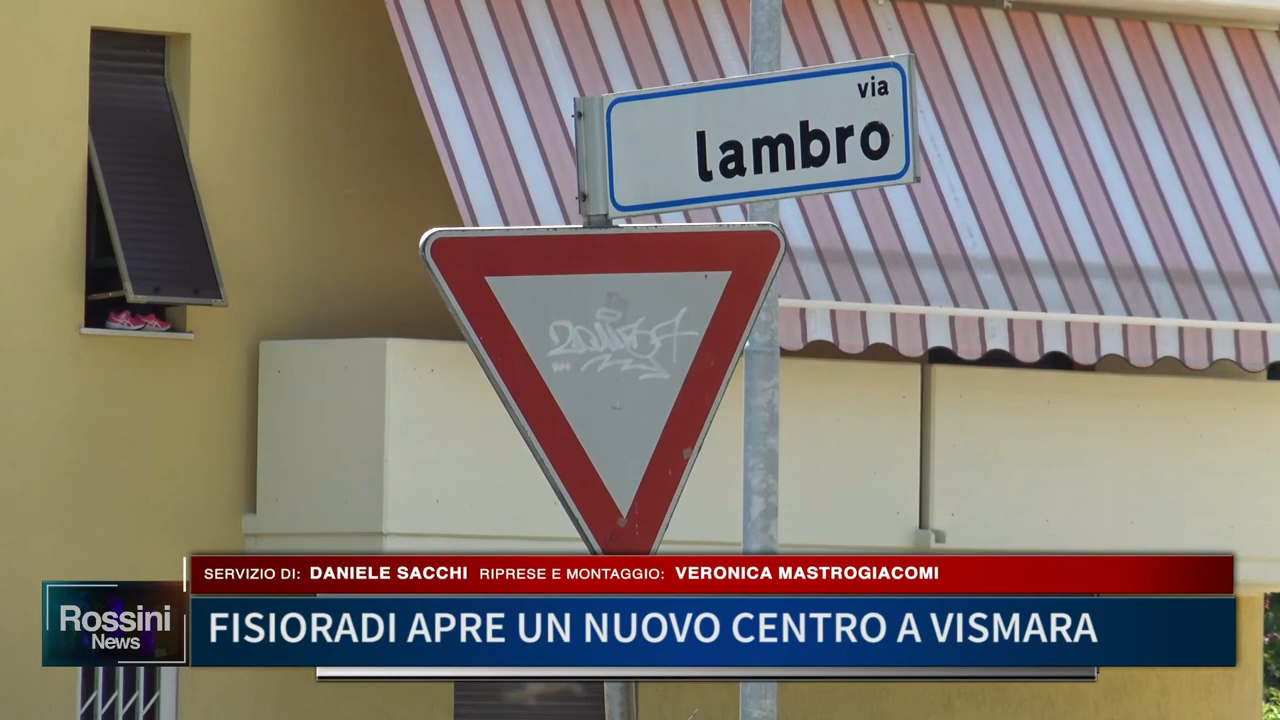 via
lambro
SERVIZIO DI: DANIELE SACCHI RIPRESE E MONTAGGIO: VERONICA MASTROGIACOMI
Rossini
News
FISIORADI APRE UN NUOVO CENTRO A VISMARA